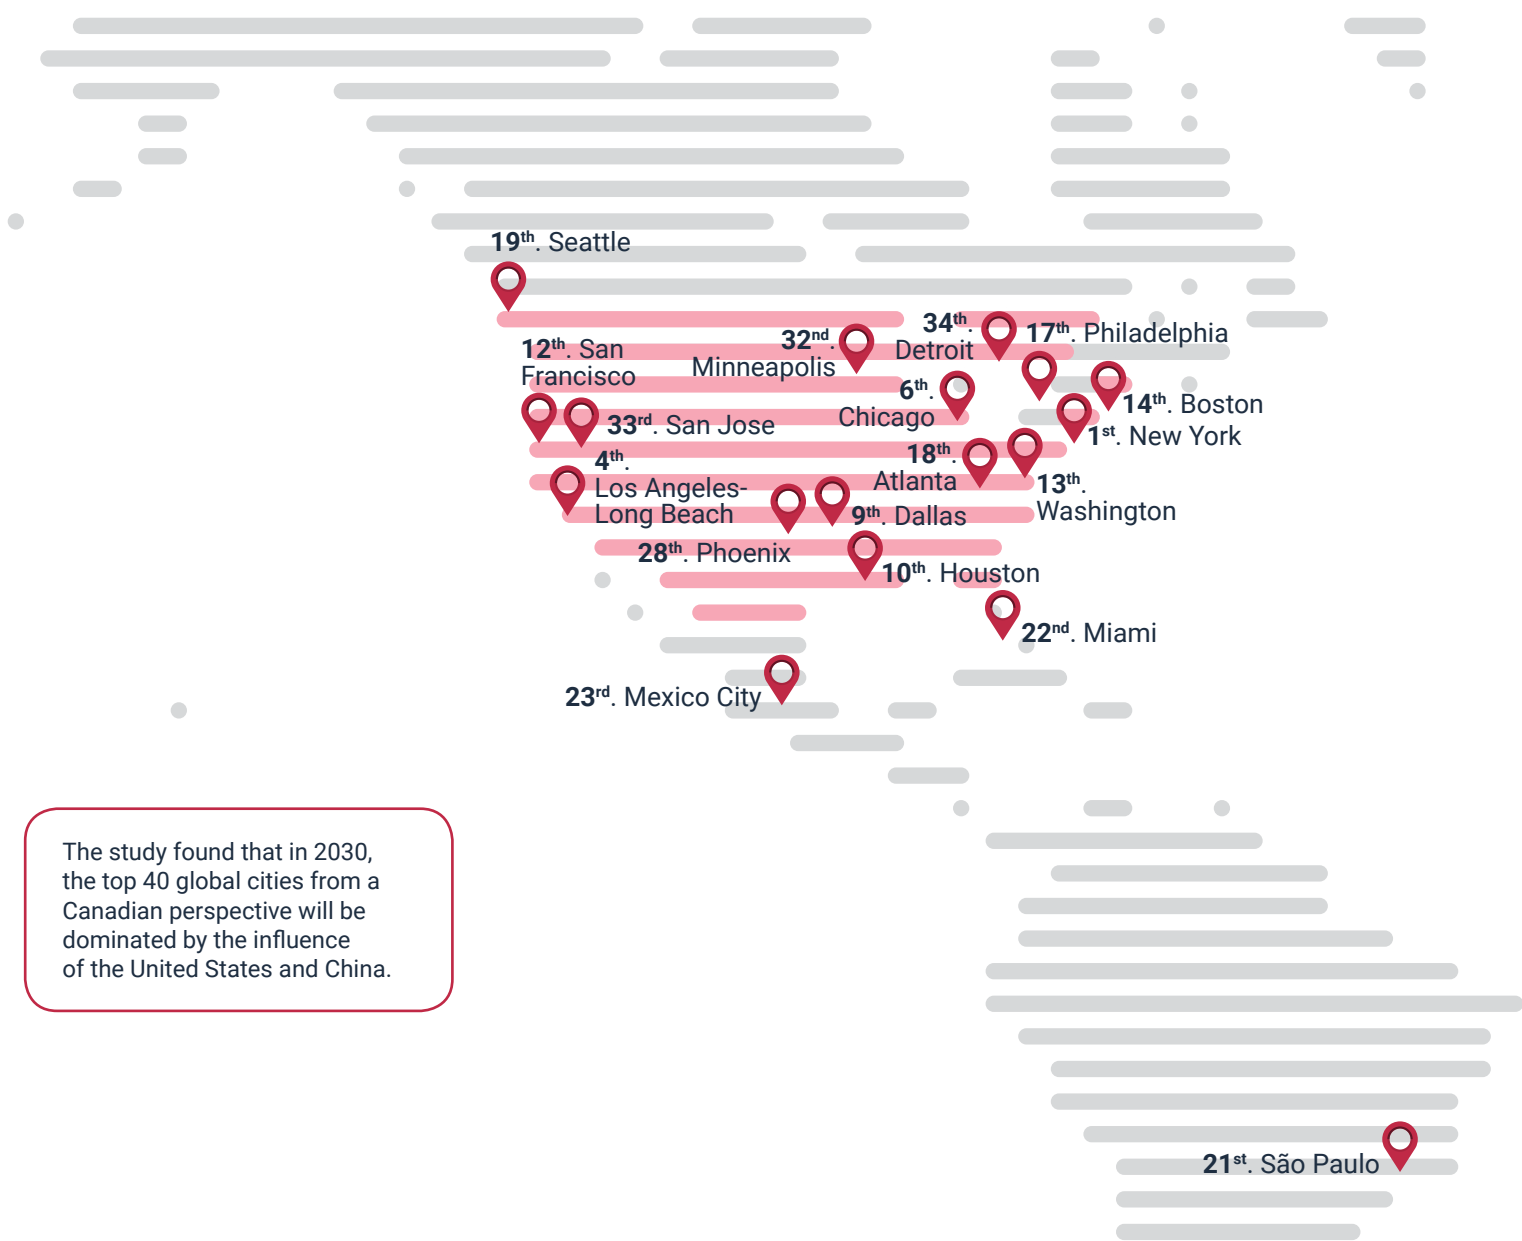 19th. Seattle
34th.
Detroit
17th. Philadelphia
32nd.
Minneapolis
12th. San
Francisco
6th.
Chicago
14th. Boston
33rd. San Jose
1st. New York
4th.
Los Angeles-
Long Beach
18th.
Atlanta
13th.
Washington
9th. Dallas
28th. Phoenix
10th. Houston
22nd. Miami
23rd. Mexico City
The study found that in 2030,
the top 40 global cities from a
Canadian perspective will be
dominated by the influence
of the United States and China.
21st. São Paulo